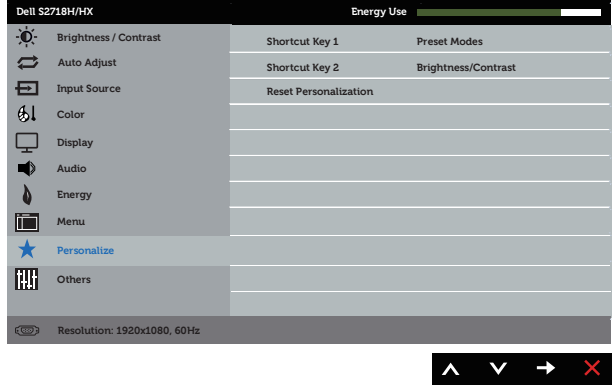 Dell S2718H/HX Energy Use
Brightness / Contrast
Auto Adjust
Input Source
Color
Display
Audio
Energy
Menu
Personalize
Others
Shortcut Key 1 Preset Modes
Shortcut Key 2 Brightness/Contrast
Reset Personalization
Resolution: 1920x1080, 60Hz